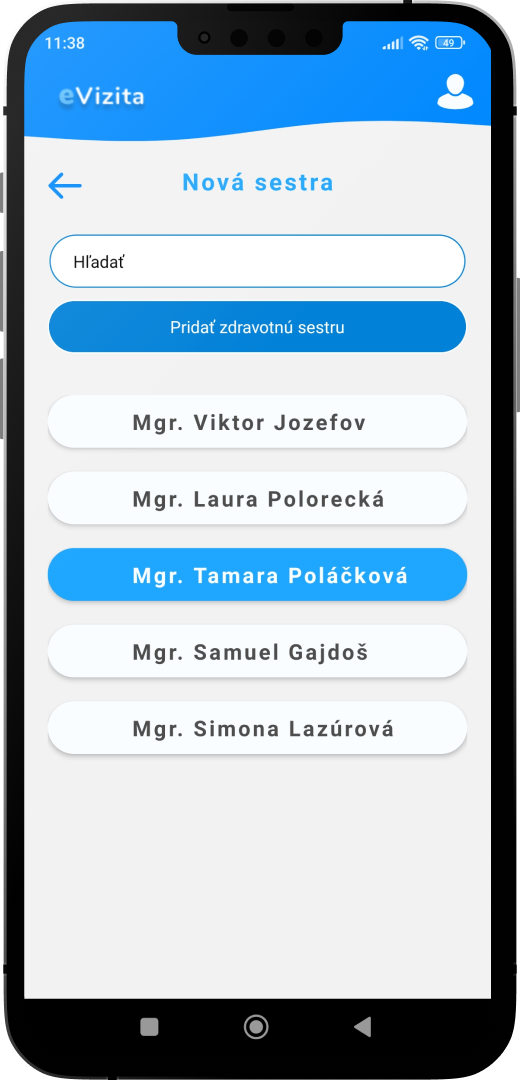 11:38
49
eVizita
Nová sestra
Hľadať
Pridať zdravotnú sestru
Mgr. Viktor Jozefov
Mgr. Laura Polorecká
Mgr. Tamara Poláčková
Mgr. Samuel Gajdoš
Mgr. Simona Lazúrová